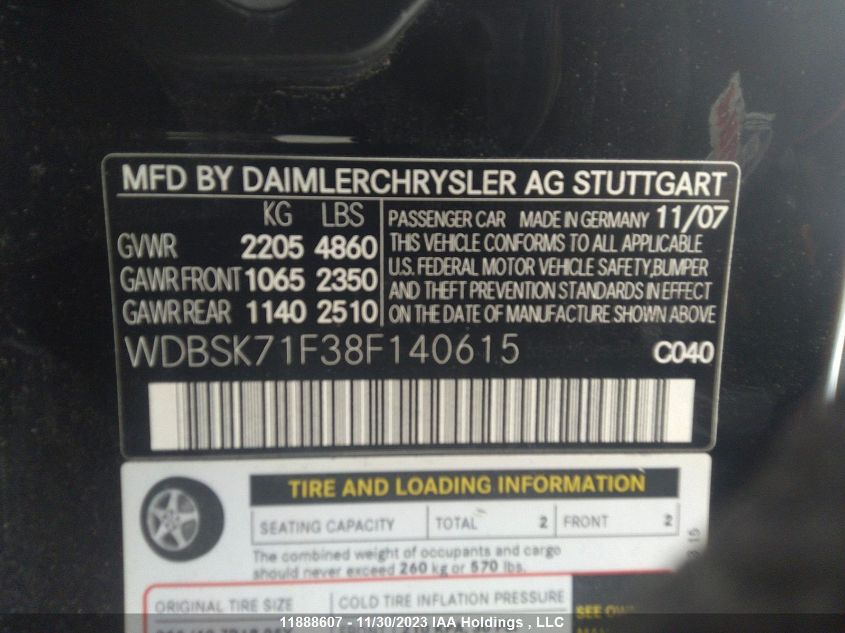 MFD BY DAIMLERCHRYSLER AG STUTTGART
KG LBS
GVWR 2205 4860
GAWR FRONT 1065 2350
GAWR REAR 1140 2510
PASSENGER CAR MADE IN GERMANY 11/07
THIS VEHICLE CONFORMS TO ALL APPLICABLE
U.S. FEDERAL MOTOR VEHICLE SAFETY, BUMPER
AND THEFT PREVENTION STANDARDS IN EFFECT
ON THE DATE OF MANUFACTURE SHOWN ABOVE
WDBSK71F38F140615 C040
TIRE AND LOADING INFORMATION
SEATING CAPACITY TOTAL 2 FRONT 2
The combined weight of occupants and cargo
should never exceed 260 kg or 570 lbs.
ORIGINAL TIRE SIZE COLD TIRE INFLATION PRESSURE
SEE
11888607 - 11/30/2023 IAA Holdings , LLC